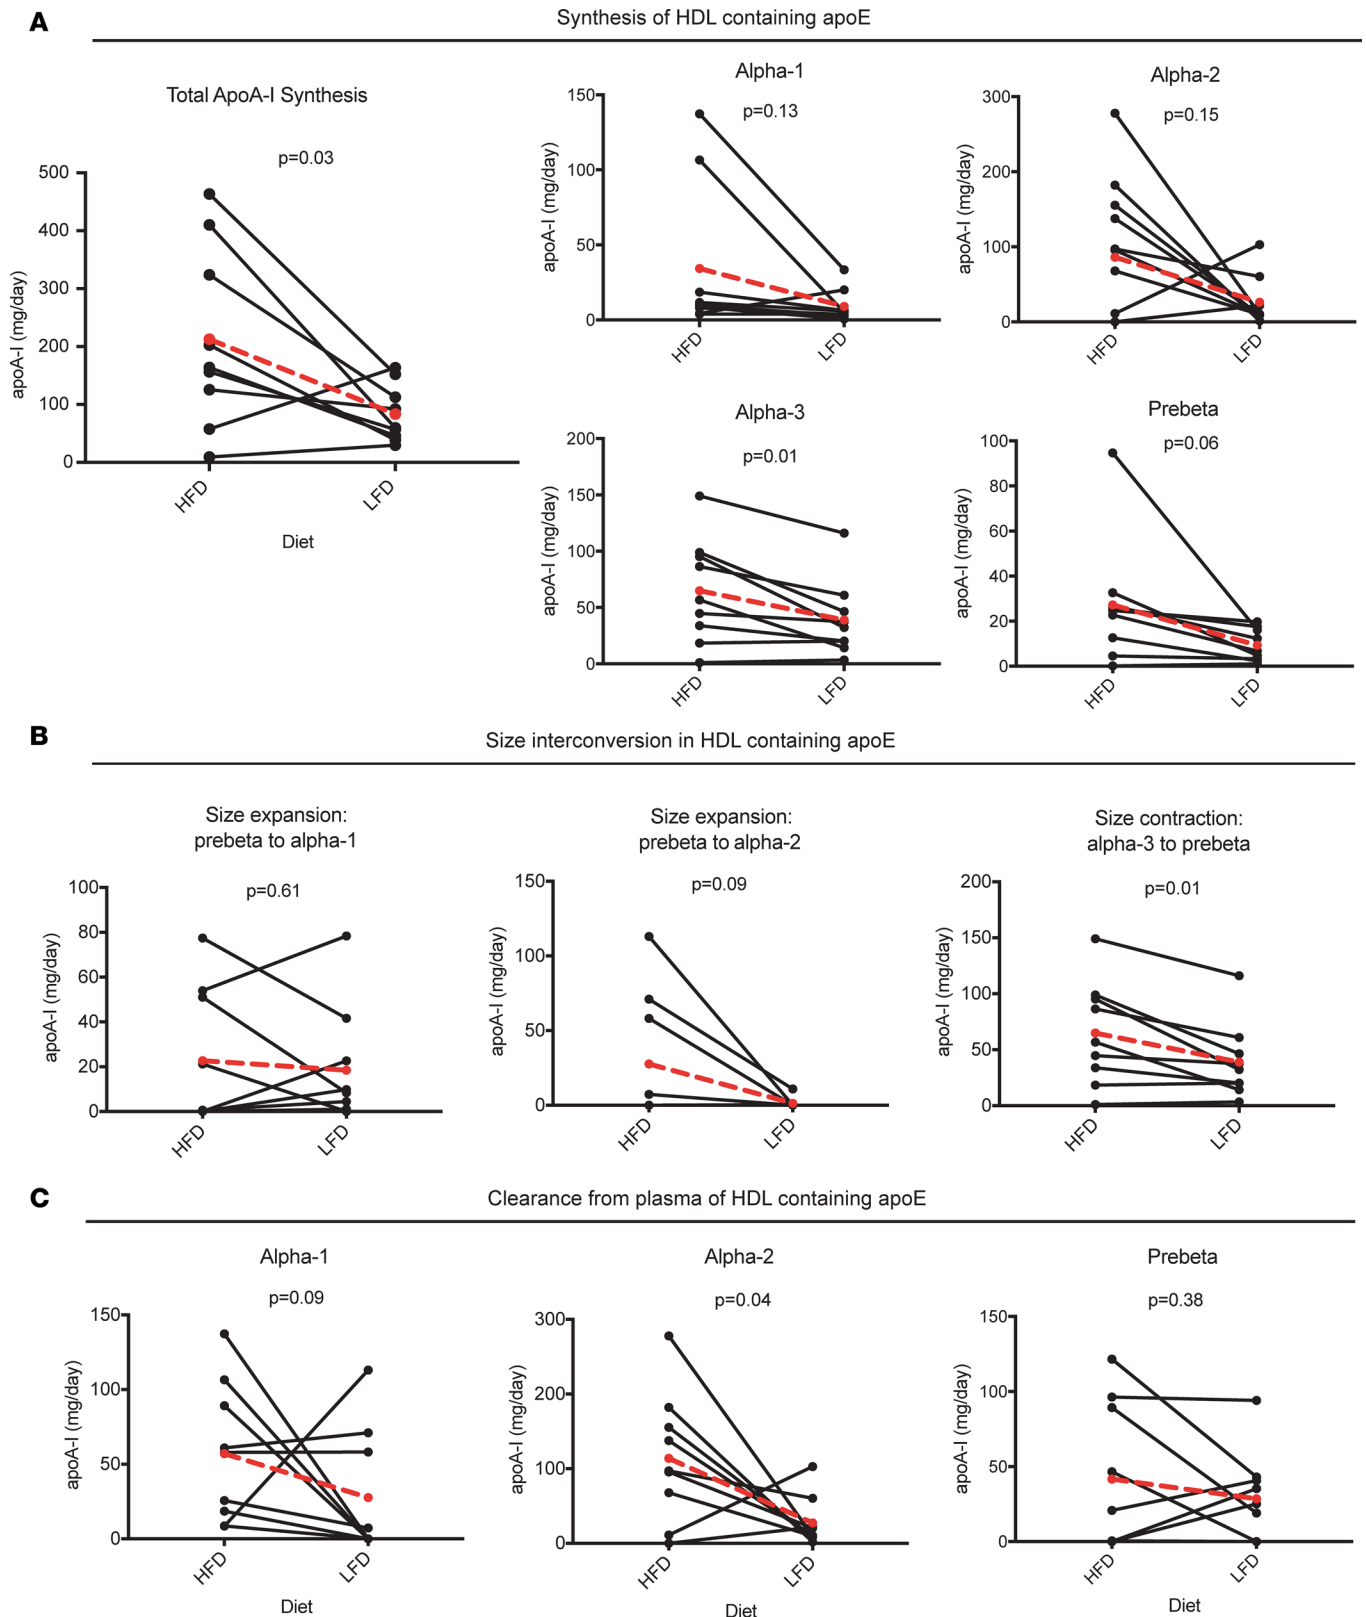 A
Synthesis of HDL containing apoE
Total ApoA-I Synthesis
p=0.03
500
400
300
200
100
0
apoA-I (mg/day)
HFD
LFD
Diet
Alpha-1
p=0.13
150
100
50
0
apoA-I (mg/day)
HFD
LFD
Alpha-2
p=0.15
300
200
100
0
apoA-I (mg/day)
HFD
LFD
Alpha-3
p=0.01
200
150
100
50
0
apoA-I (mg/day)
HFD
LFD
Prebeta
p=0.06
100
80
60
40
20
0
apoA-I (mg/day)
HFD
LFD
B
Size interconversion in HDL containing apoE
Size expansion:
prebeta to alpha-1
p=0.61
100
80
60
40
20
0
apoA-I (mg/day)
HFD
LFD
Size expansion:
prebeta to alpha-2
p=0.09
150
100
50
0
apoA-I (mg/day)
HFD
LFD
Size contraction:
alpha-3 to prebeta
p=0.01
200
150
100
50
0
apoA-I (mg/day)
HFD
LFD
C
Clearance from plasma of HDL containing apoE
Alpha-1
p=0.09
150
100
50
0
apoA-I (mg/day)
HFD
LFD
Diet
Alpha-2
p=0.04
300
200
100
0
apoA-I (mg/day)
HFD
LFD
Diet
Prebeta
p=0.38
150
100
50
0
apoA-I (mg/day)
HFD
LFD
Diet